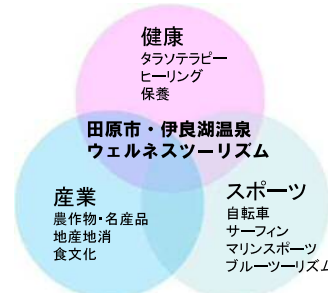 健康
タラソテラピー
ヒーリング
保養
田原市・伊良湖温泉
ウェルネスツーリズム
産業
農作物・名産品
地産地消
食文化
スポーツ
自転車
サーフィン
マリンスポーツ
ブルーツーリズム